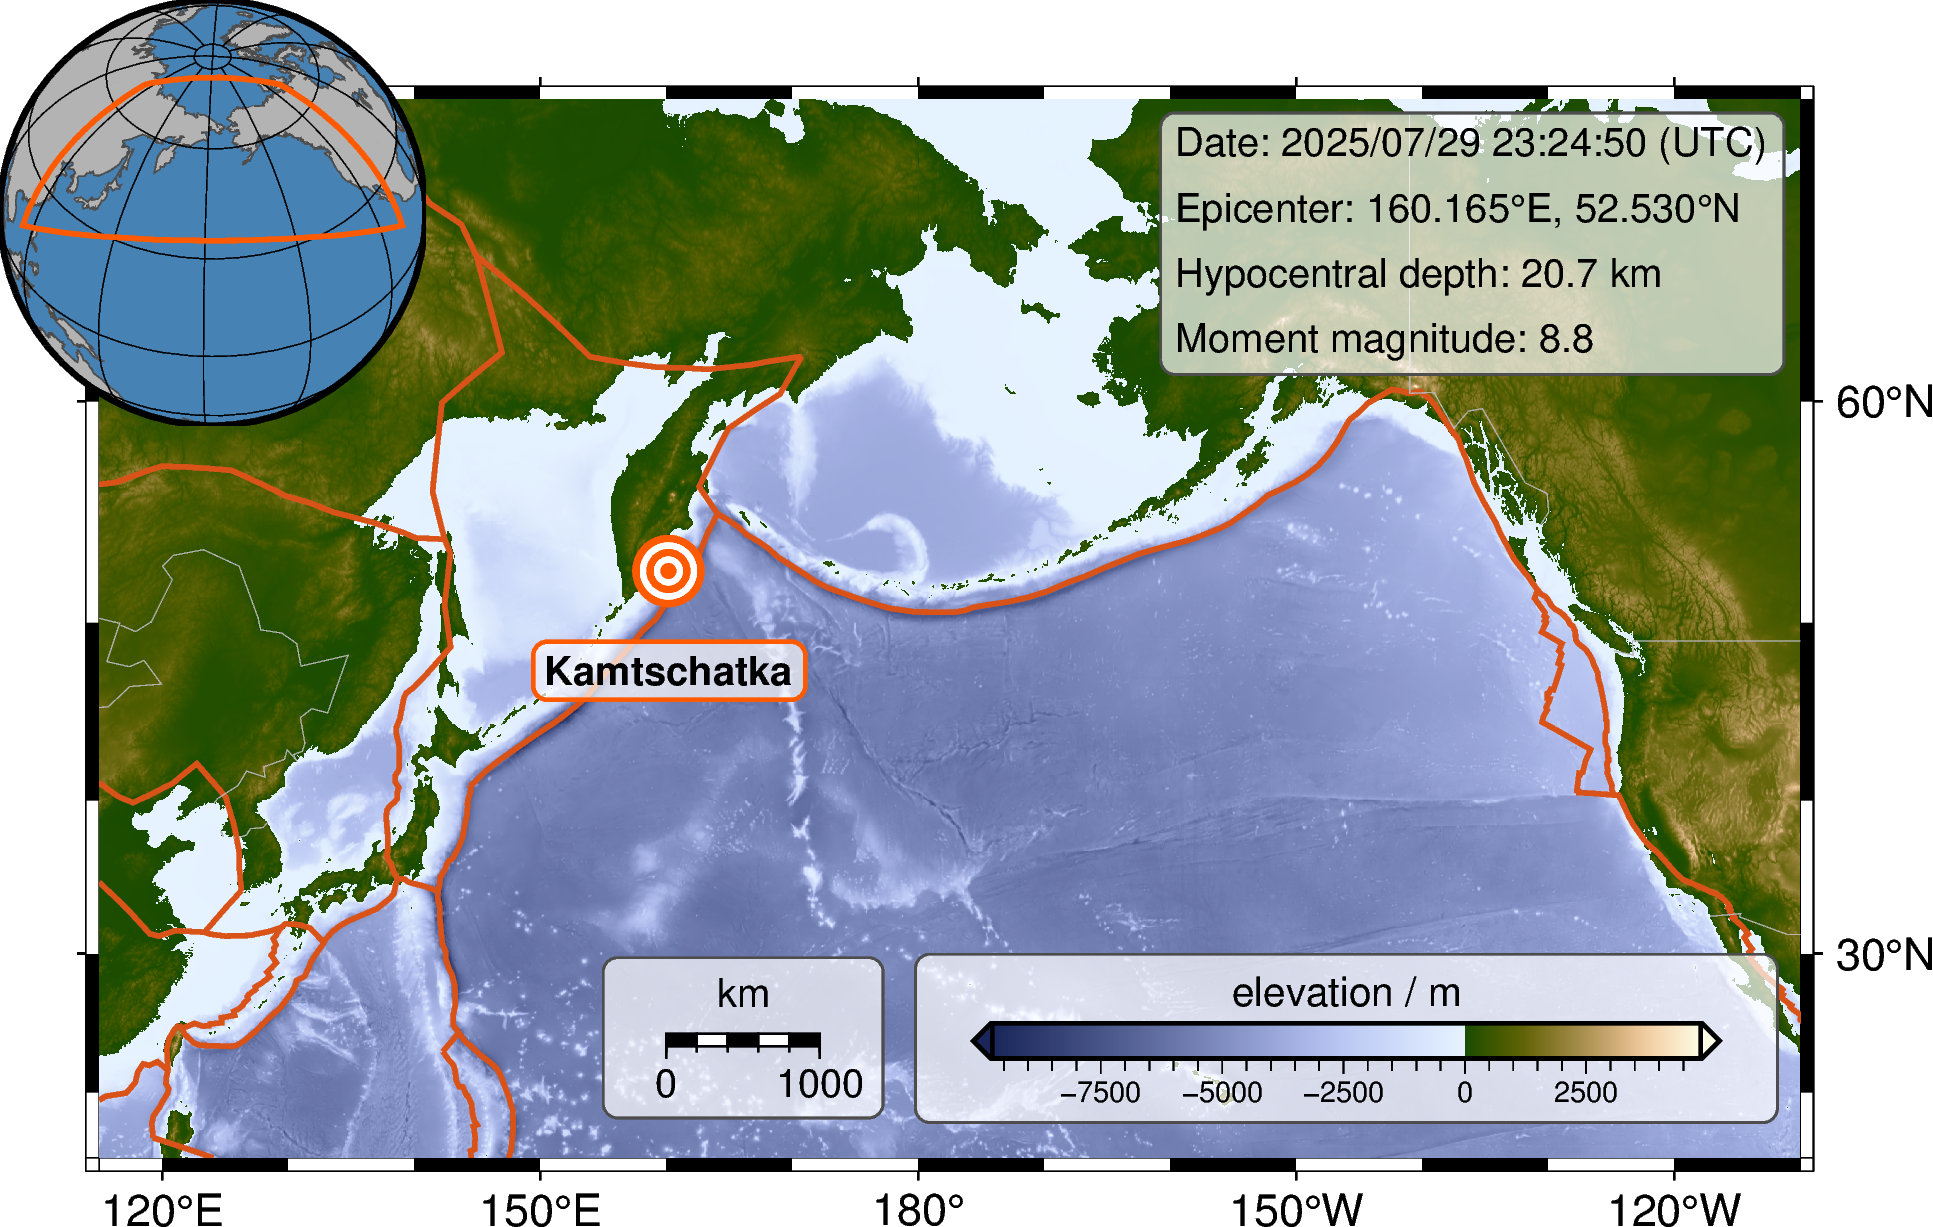 Date: 2025/07/29 23:24:50 (UTC)
Epicenter: 160.165°E, 52.530°N
Hypocentral depth: 20.7 km
Moment magnitude: 8.8
60°N
Kamtschatka
30°N
km
0 1000
elevation / m
−7500 −5000 −2500 0 2500
120°E 150°E 180° 150°W 120°W